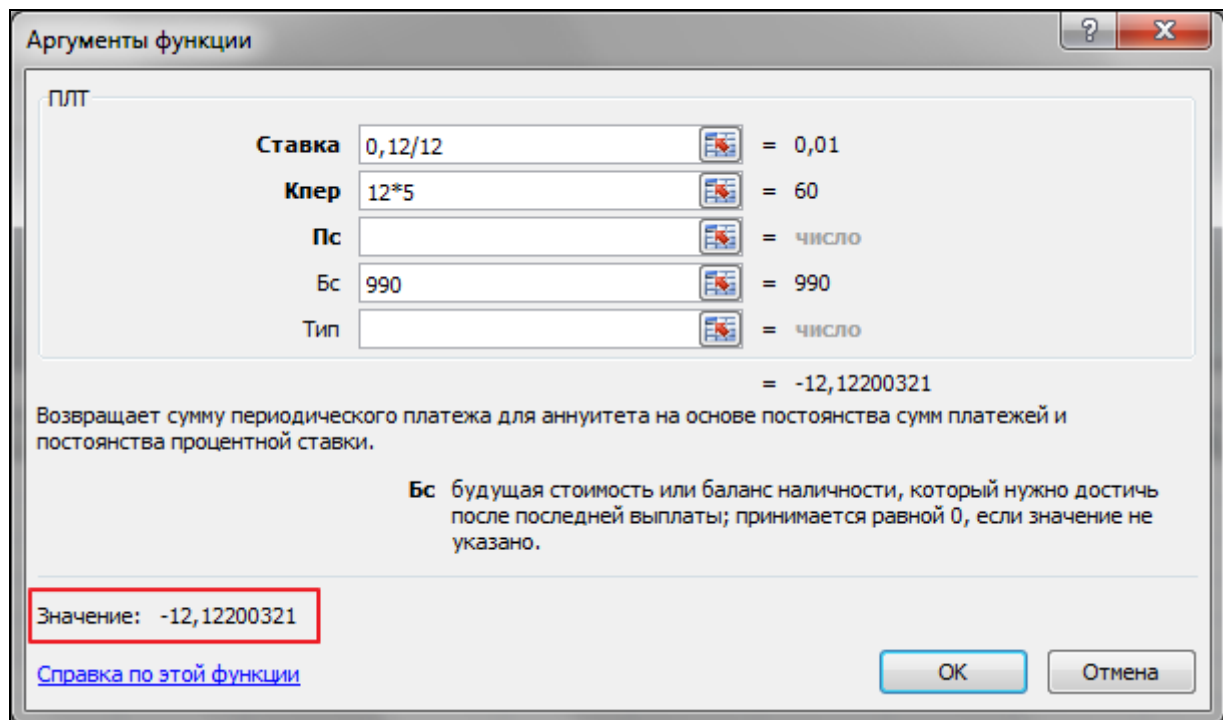 Аргументы функции
ПЛТ
Ставка 0,12/12 = 0,01
Кпер 12*5 = 60
Пс = число
Бс 990 = 990
Тип = число
= -12,12200321
Возвращает сумму периодического платежа для аннуитета на основе постоянства сумм платежей и
постоянства процентной ставки.
Бс будущая стоимость или баланс наличности, который нужно достичь
после последней выплаты; принимается равной 0, если значение не
указано.
Значение: -12,12200321
Справка по этой функции
ОК
Отмена